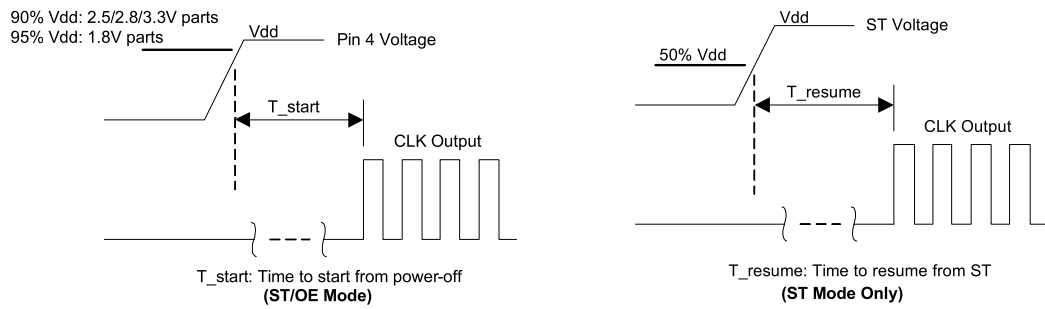 90% Vdd: 2.5/2.8/3.3V parts
95% Vdd: 1.8V parts
Vdd
Pin 4 Voltage
T_start
CLK Output
T_start: Time to start from power-off
(ST/OE Mode)
Vdd
ST Voltage
50% Vdd
T_resume
CLK Output
T_resume: Time to resume from ST
(ST Mode Only)